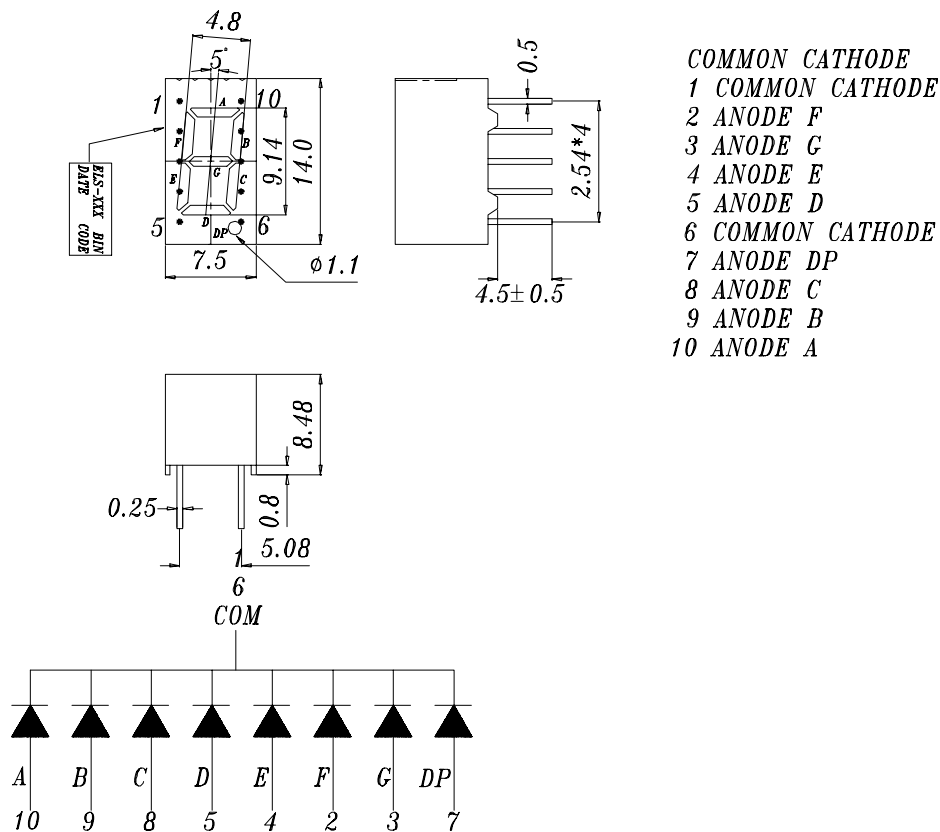 4.8
5°
1
10
A
F
B
G
E
C
D
DP
5
6
9.14
14.0
7.5
ø1.1
ELS-XXX BIN
DATE CODE
0.5
2.54*4
4.5±0.5
COMMON CATHODE
1 COMMON CATHODE
2 ANODE F
3 ANODE G
4 ANODE E
5 ANODE D
6 COMMON CATHODE
7 ANODE DP
8 ANODE C
9 ANODE B
10 ANODE A
8.48
0.25
0.8
5.08
1
6
COM
A B C D E F G DP
10 9 8 5 4 2 3 7